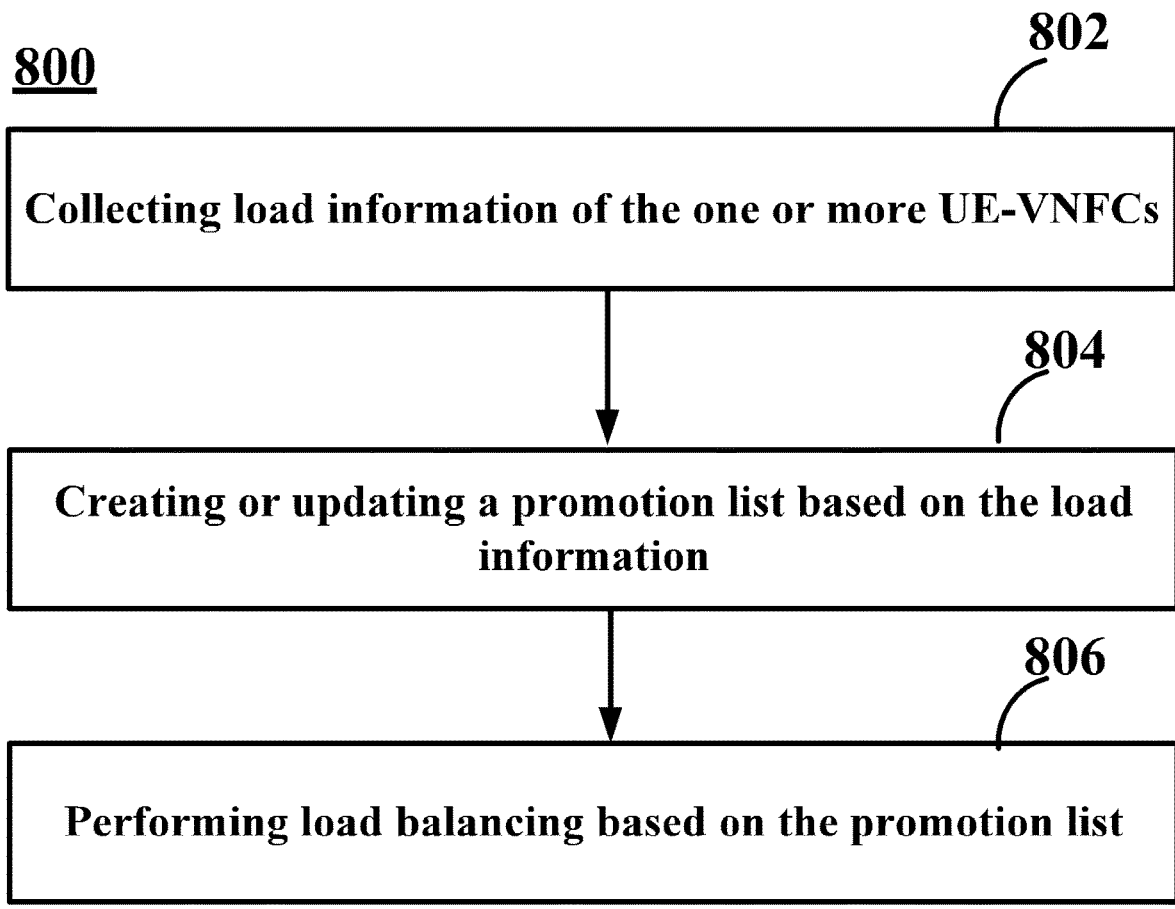 802
800
Collecting load information of the one or more UE-VNFCs
804
Creating or updating a promotion list based on the load
information
806
Performing load balancing based on the promotion list